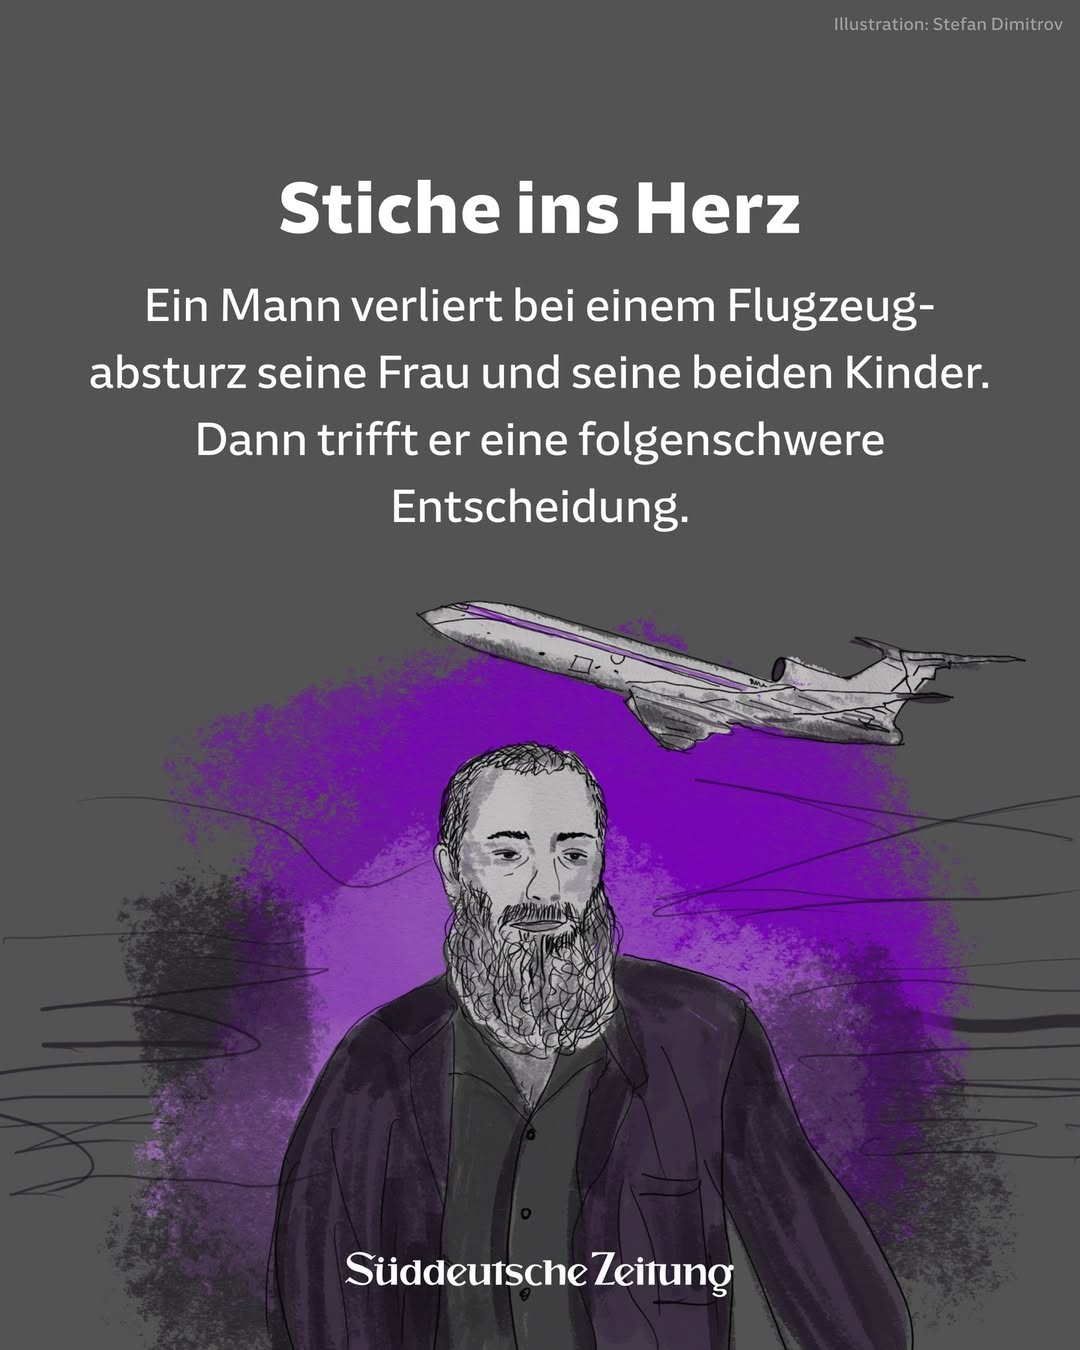 Illustration: Stefan Dimitrov
Stiche ins Herz
Ein Mann verliert bei einem Flugzeug-
absturz seine Frau und seine beiden Kinder.
Dann trifft er eine folgenschwere
Entscheidung.
Süddeutsche Zeitung